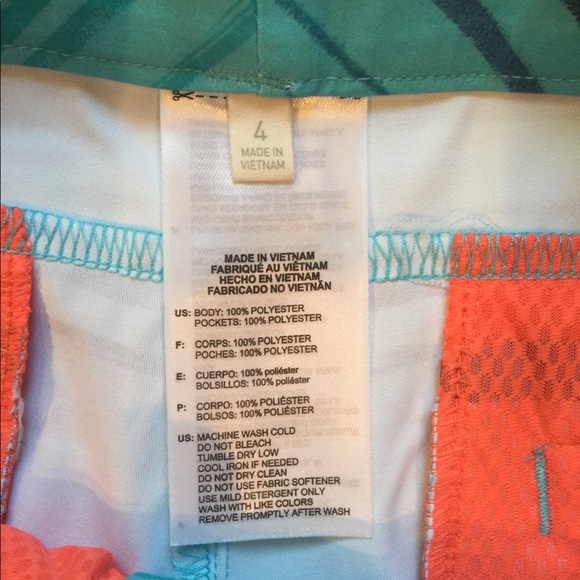 4
MADE IN
VIETNAM
MADE IN VIETNAM
FABRIQUÉ AU VIÊTNAM
HECHO EN VIETNAM
FABRICADO NO VIETNÃN
US: BODY: 100% POLYESTER
POCKETS: 100% POLYESTER
F: CORPS: 100% POLYESTER
POCHES: 100% POLYESTER
E: CUERPO: 100% poliéster
BOLSILLOS: 100% poliéster
P: CORPO: 100% POLIÉSTER
BOLSOS: 100% POLIÉSTER
US: MACHINE WASH COLD
DO NOT BLEACH
TUMBLE DRY LOW
COOL IRON IF NEEDED
DO NOT DRY CLEAN
DO NOT USE FABRIC SOFTENER
USE MILD DETERGENT ONLY
WASH WITH LIKE COLORS
REMOVE PROMPTLY AFTER WASH